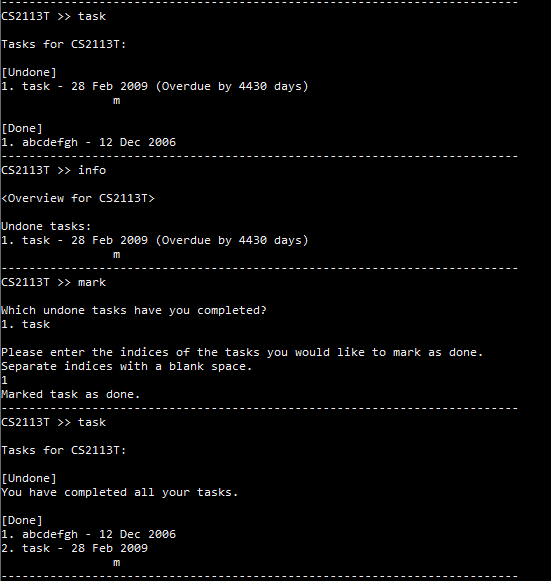 --------------------------------------------------------------------------
CS2113T >> task
Tasks for CS2113T:
[Undone]
1. task - 28 Feb 2009 (Overdue by 4430 days)
m
[Done]
1. abcdefgh - 12 Dec 2006
--------------------------------------------------------------------------
CS2113T >> info
<Overview for CS2113T>
Undone tasks:
1. task - 28 Feb 2009 (Overdue by 4430 days)
m
--------------------------------------------------------------------------
CS2113T >> mark
Which undone tasks have you completed?
1. task
Please enter the indices of the tasks you would like to mark as done.
Separate indices with a blank space.
1
Marked task as done.
--------------------------------------------------------------------------
CS2113T >> task
Tasks for CS2113T:
[Undone]
You have completed all your tasks.
[Done]
1. abcdefgh - 12 Dec 2006
2. task - 28 Feb 2009
m
--------------------------------------------------------------------------